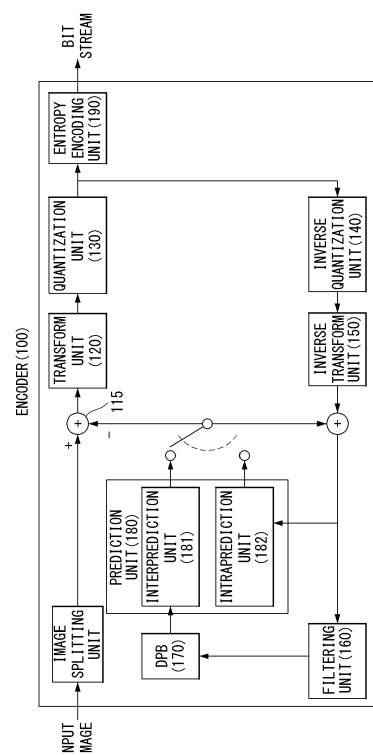 ENCODER(100)
NPUT
MAGE
IMAGE
SPLITTING
UNIT
+
+
-
115
TRANSFORM
UNIT
(120)
QUANTIZATION
UNIT
(130)
ENTROPY
ENCODING
UNIT(190)
BIT
STREAM
PREDICTION
UNIT(180)
INTERPREDICTION
UNIT
(181)
INTRAPREDICTION
UNIT
(182)
DPB
(170)
FILTERING
UNIT(160)
+
INVERSE
TRANSFORM
UNIT(150)
INVERSE
QUANTIZATION
UNIT(140)